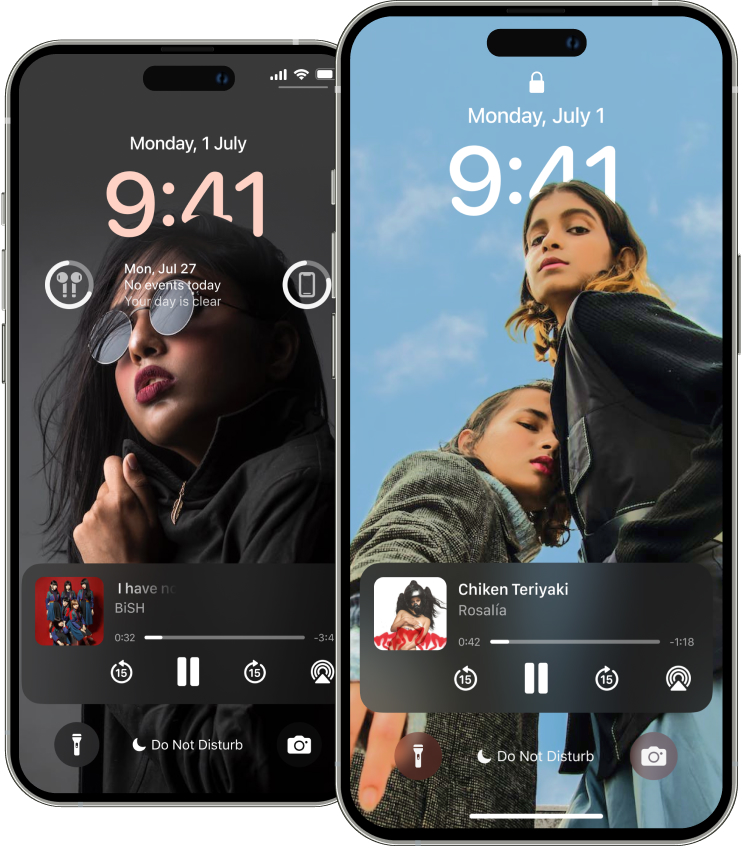 Monday, 1 July
9:41
Mon, Jul 27
No events today
Your day is clear
I have no
BiSH
0:32
-3:4
15
15
Do Not Disturb
Monday, July 1
9:41
Chiken Teriyaki
Rosalía
0:42
-1:18
15
15
Do Not Disturb